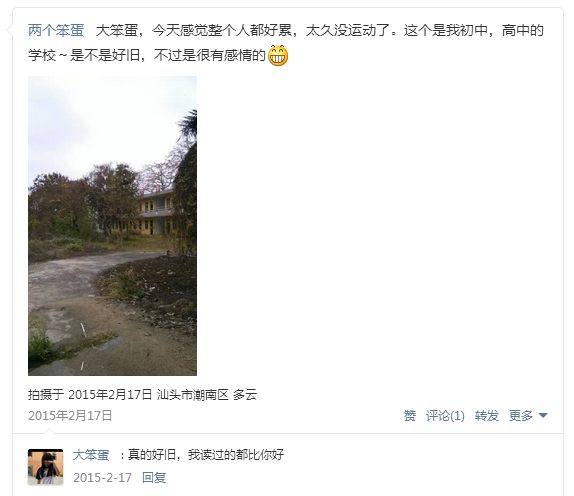 两个笨蛋 大笨蛋，今天感觉整个人都好累，太久没运动了。这个是我初中，高中的
学校～是不是好旧，不过是很有感情的
拍摄于 2015年2月17日 汕头市潮南区 多云
2015年2月17日 赞 评论(1) 转发 更多
大笨蛋 : 真的好旧，我读过的都比你好
2015-2-17 回复